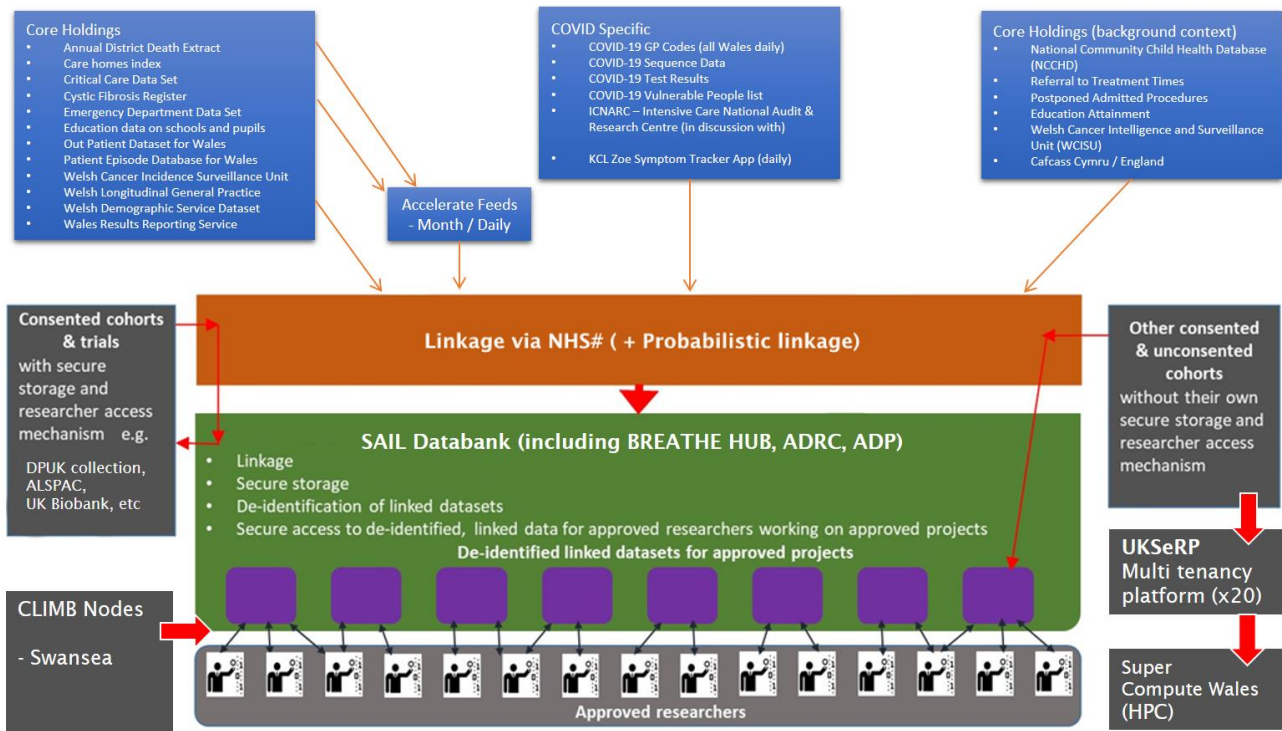 Core Holdings
• Annual District Death Extract
• Care homes index
• Critical Care Data Set
• Cystic Fibrosis Register
• Emergency Department Data Set
• Education data on schools and pupils
• Out Patient Dataset for Wales
• Patient Episode Database for Wales
• Welsh Cancer Incidence Surveillance Unit
• Welsh Longitudinal General Practice
• Welsh Demographic Service Dataset
• Wales Results Reporting Service
Accelerate Feeds
- Month / Daily
COVID Specific
• COVID-19 GP Codes (all Wales daily)
• COVID-19 Sequence Data
• COVID-19 Test Results
• COVID-19 Vulnerable People list
• ICNARC – Intensive Care National Audit &
Research Centre (in discussion with)
• KCL Zoe Symptom Tracker App (daily)
Core Holdings (background context)
• National Community Child Health Database
(NCCHD)
• Referral to Treatment Times
• Postponed Admitted Procedures
• Education Attainment
• Welsh Cancer Intelligence and Surveillance
Unit (WCISU)
• Cafcass Cymru / England
Consented cohorts
& trials
with secure
storage and
researcher access
mechanism e.g.
DPUK collection,
ALSPAC,
UK Biobank, etc
Linkage via NHS# ( + Probabilistic linkage)
SAIL Databank (including BREATHE HUB, ADRC, ADP)
• Linkage
• Secure storage
• De-identification of linked datasets
• Secure access to de-identified, linked data for approved researchers working on approved projects
De-identified linked datasets for approved projects
Other consented
& unconsented
cohorts
without their own
secure storage and
researcher access
mechanism
UKSeRP
Multi tenancy
platform (x20)
Super
Compute Wales
(HPC)
CLIMB Nodes
- Swansea
Approved researchers